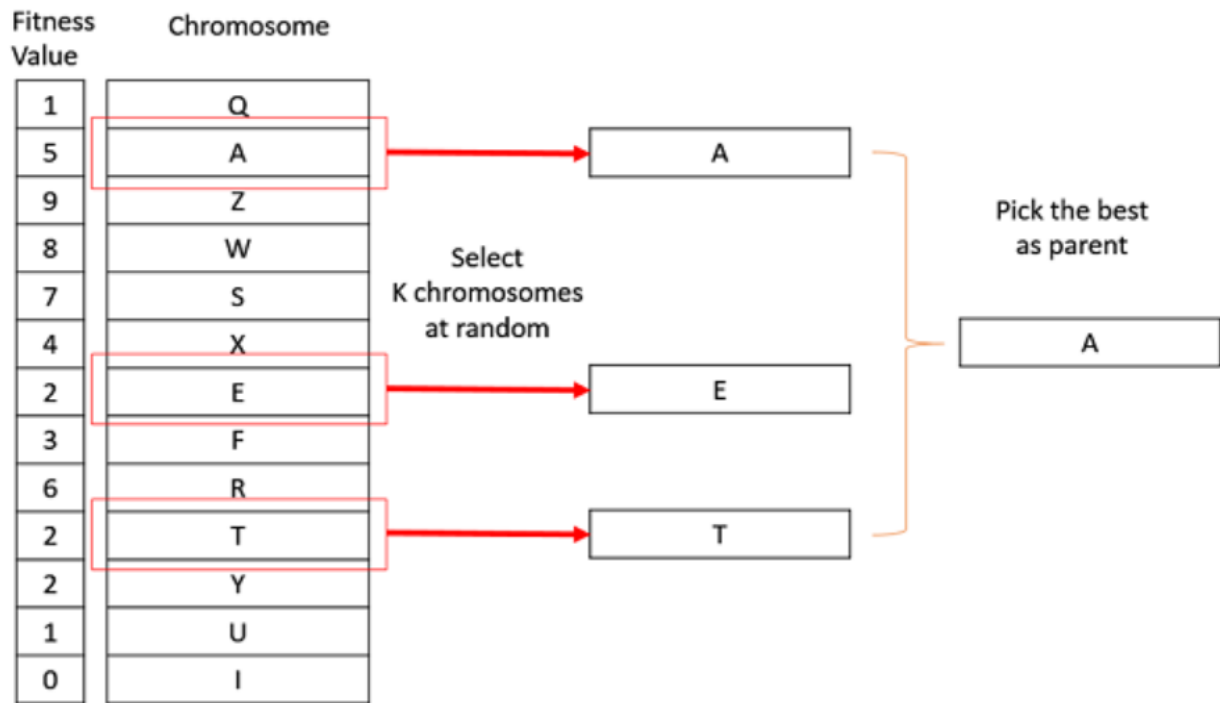 Fitness
Value
Chromosome
1 Q
5 A
9 Z
8 W
7 S
4 X
2 E
3 F
6 R
2 T
2 Y
1 U
0 I
Select
K chromosomes
at random
A
E
T
Pick the best
as parent
A